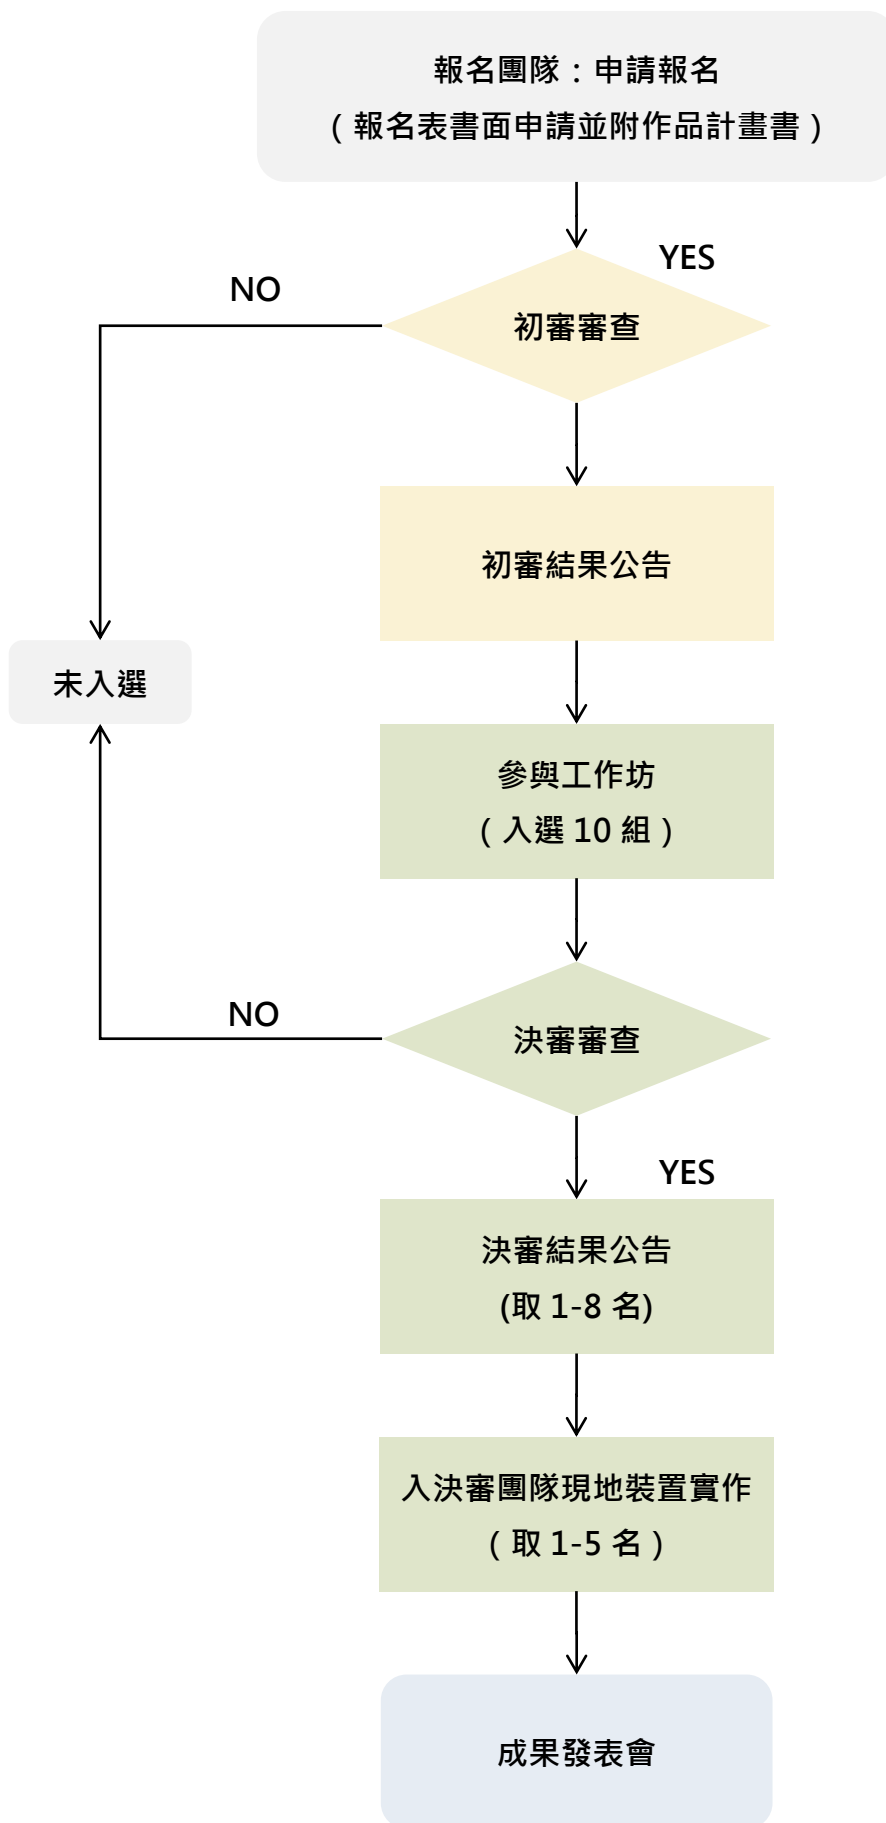 報名團隊：申請報名
（報名表書面申請並附作品計畫書）
YES
NO
初審審查
初審結果公告
未入選
參與工作坊
（入選 10 組）
NO
決審審查
YES
決審結果公告
(取 1-8 名)
入決審團隊現地裝置實作
（取 1-5 名）
成果發表會